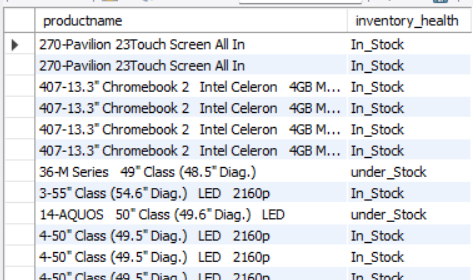 productname inventory_health
270-Pavilion 23Touch Screen All In In_Stock
270-Pavilion 23Touch Screen All In In_Stock
407-13.3" Chromebook 2 Intel Celeron 4GB M... In_Stock
407-13.3" Chromebook 2 Intel Celeron 4GB M... In_Stock
407-13.3" Chromebook 2 Intel Celeron 4GB M... In_Stock
407-13.3" Chromebook 2 Intel Celeron 4GB M... In_Stock
36-M Series 49" Class (48.5" Diag.) under_Stock
3-55" Class (54.6" Diag.) LED 2160p In_Stock
14-AQUOS 50" Class (49.6" Diag.) LED under_Stock
4-50" Class (49.5" Diag.) LED 2160p In_Stock
4-50" Class (49.5" Diag.) LED 2160p In_Stock
4-50" Class (49.5" Diag.) LED 2160p In_Stock